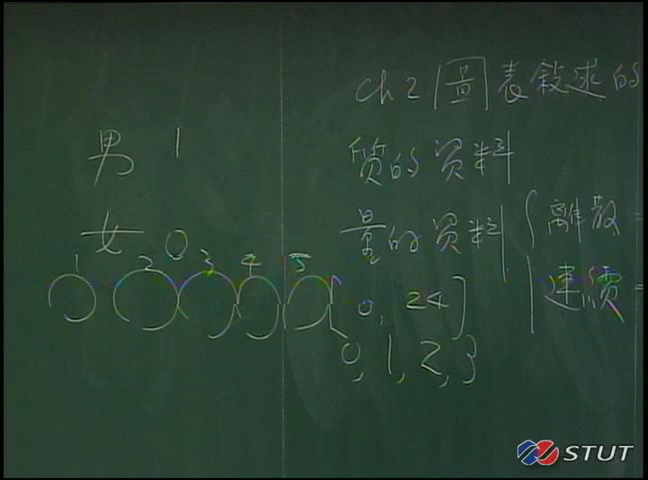 ch2 圖表敘述的
質的資料
量的資料 離散
連續
男 1
女 0
1 2 3 4 5
[0, 24]
0, 1, 2, 3
STUT